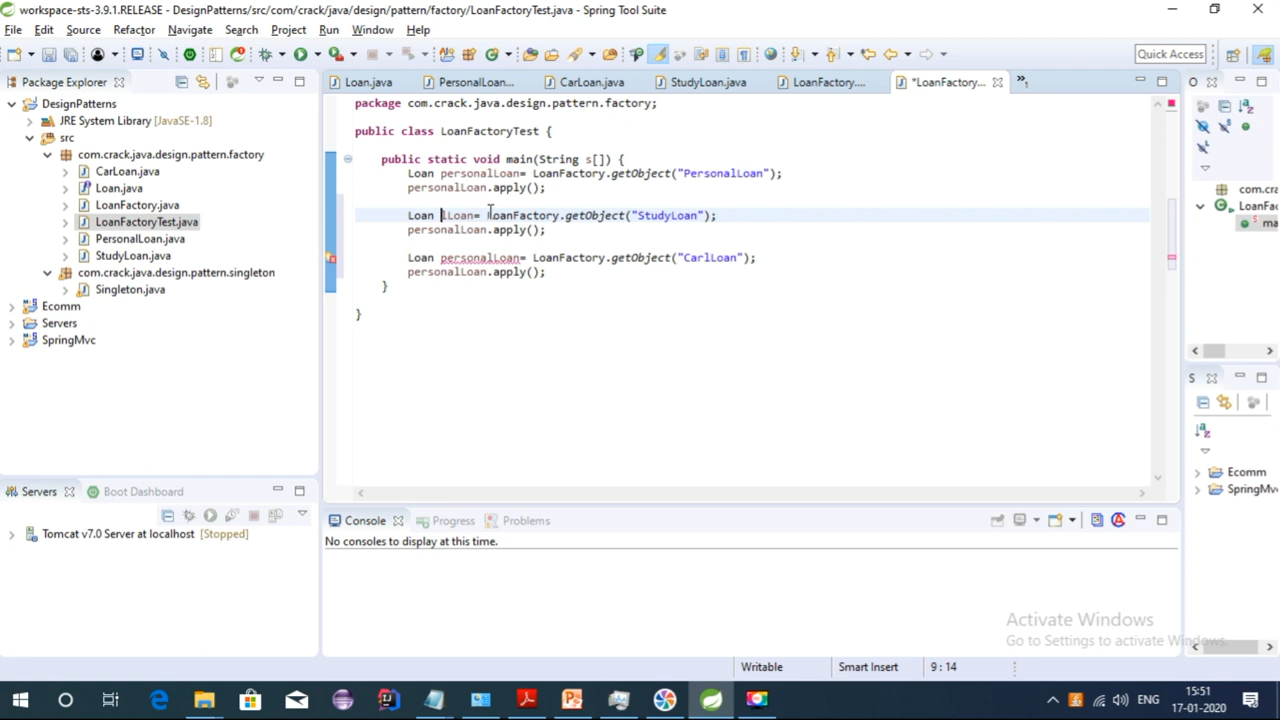 workspace-sts-3.9.1.RELEASE - DesignPatterns/src/com/crack/java/design/pattern/factory/LoanFactoryTest.java - Spring Tool Suite
File Edit Source Refactor Navigate Search Project Run Window Help
Quick Access
Package Explorer
DesignPatterns
JRE System Library [JavaSE-1.8]
src
com.crack.java.design.pattern.factory
CarLoan.java
Loan.java
LoanFactory.java
LoanFactoryTest.java
PersonalLoan.java
StudyLoan.java
com.crack.java.design.pattern.singleton
Singleton.java
Ecomm
Servers
SpringMvc
Loan.java PersonalLoan... CarLoan.java StudyLoan.java LoanFactory.... *LoanFactory... »1
package com.crack.java.design.pattern.factory;
public class LoanFactoryTest {
public static void main(String s[]) {
Loan personalLoan= LoanFactory.getObject("PersonalLoan");
personalLoan.apply();
Loan lLoan= LoanFactory.getObject("StudyLoan");
personalLoan.apply();
Loan personalLoan= LoanFactory.getObject("CarlLoan");
personalLoan.apply();
}
}
O
com.cra
LoanFa
ma
S
Ecomm
SpringMv
Servers Boot Dashboard
Tomcat v7.0 Server at localhost [Stopped]
Console Progress Problems
No consoles to display at this time.
Activate Windows
Go to Settings to activate Windows.
Writable Smart Insert 9 : 14
ENG
15:51
17-01-2020